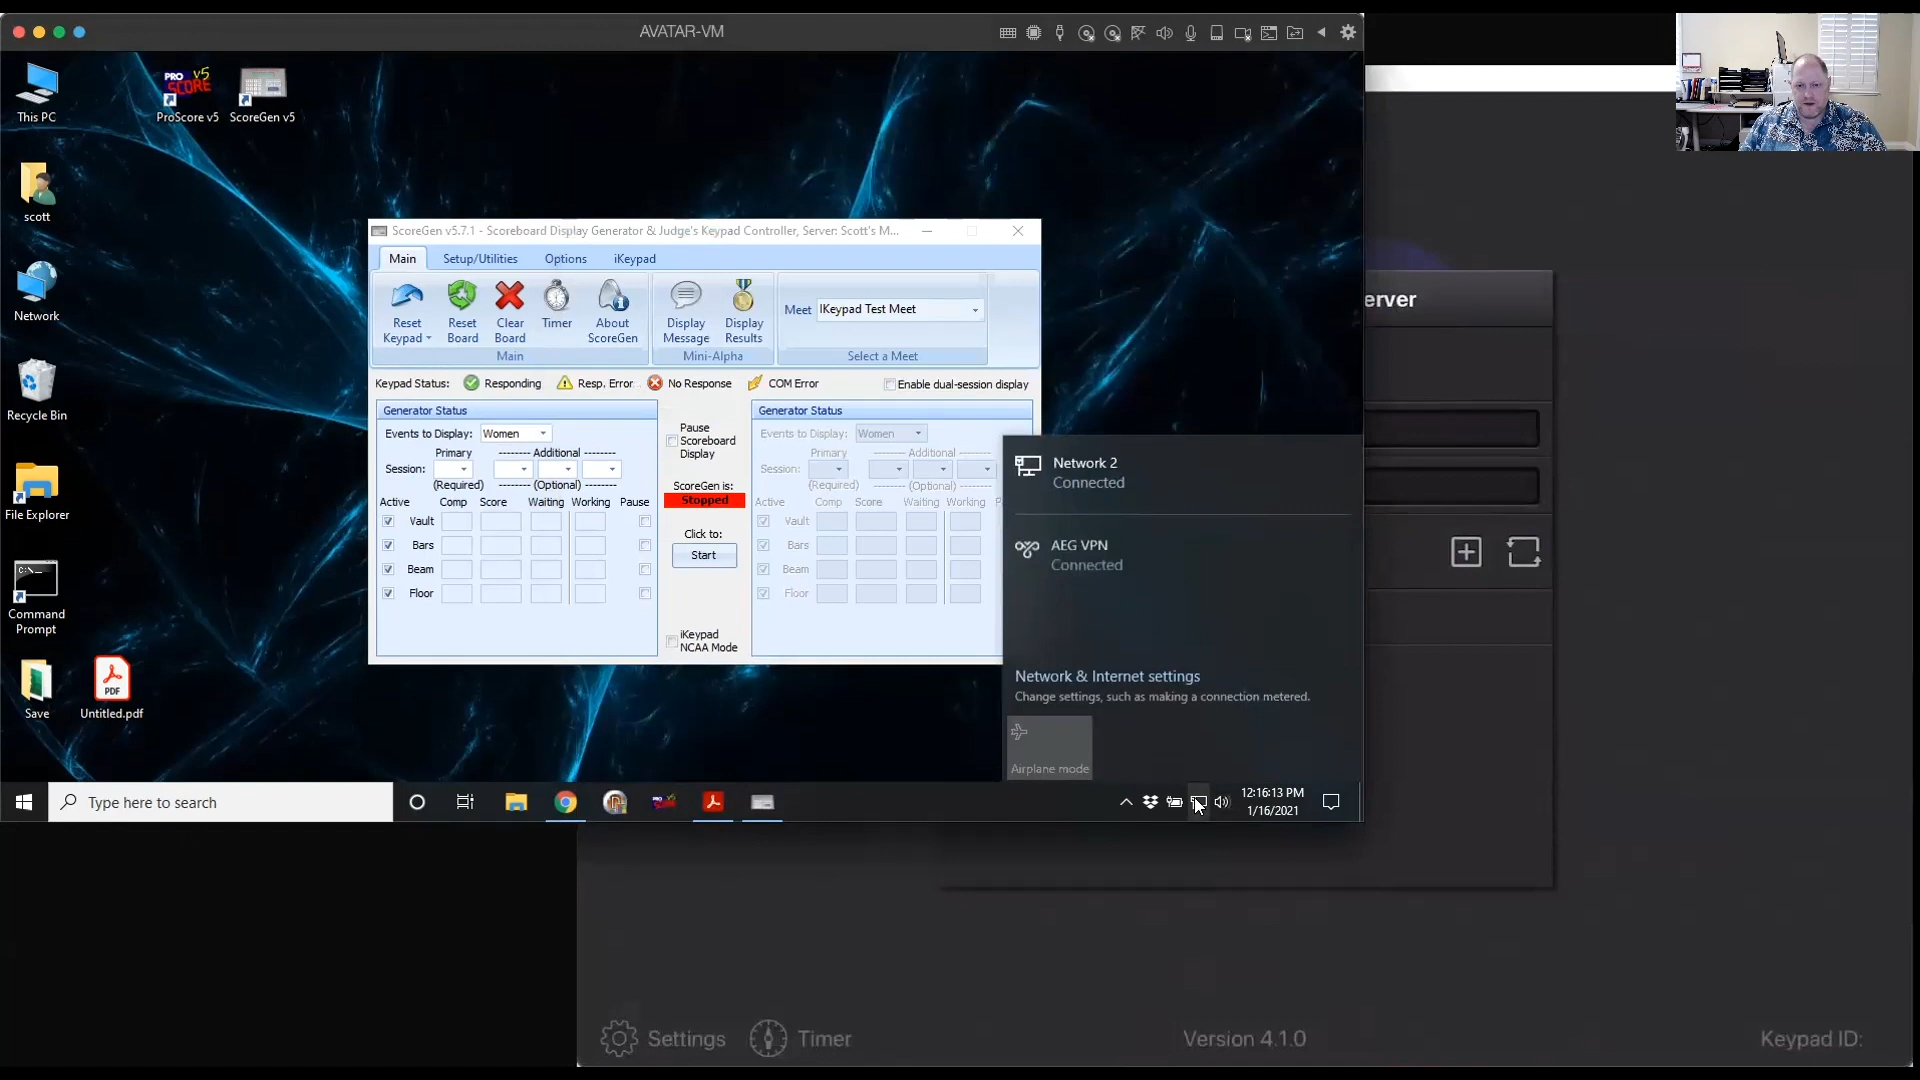 AVATAR-VM
This PC
ProScore v5
ScoreGen v5
scott
Network
Recycle Bin
File Explorer
Command
Prompt
Save
Untitled.pdf
PDF
PRO v5
SCORE
ScoreGen v5.7.1 - Scoreboard Display Generator & Judge's Keypad Controller, Server: Scott's M...
Main
Setup/Utilities
Options
iKeypad
Reset
Keypad
Reset
Board
Clear
Board
Timer
About
ScoreGen
Display
Message
Display
Results
Meet
IKeypad Test Meet
Main
Mini-Alpha
Select a Meet
Keypad Status:
Responding
Resp. Error
No Response
COM Error
Enable dual-session display
Generator Status
Events to Display:
Women
Primary
-------- Additional --------
Session:
(Required)
-------- (Optional) --------
Active
Comp
Score
Waiting
Working
Pause
Vault
Bars
Beam
Floor
Pause
Scoreboard
Display
ScoreGen is:
Stopped
Click to:
Start
iKeypad
NCAA Mode
Generator Status
Events to Display:
Women
Primary
-------- Additional --------
Session:
(Required)
-------- (Optional) --------
Active
Comp
Score
Waiting
Working
P
Vault
Bars
Beam
Floor
Network 2
Connected
AEG VPN
Connected
Network & Internet settings
Change settings, such as making a connection metered.
Airplane mode
Type here to search
12:16:13 PM
1/16/2021
erver
Settings
Timer
Version 4.1.0
Keypad ID: